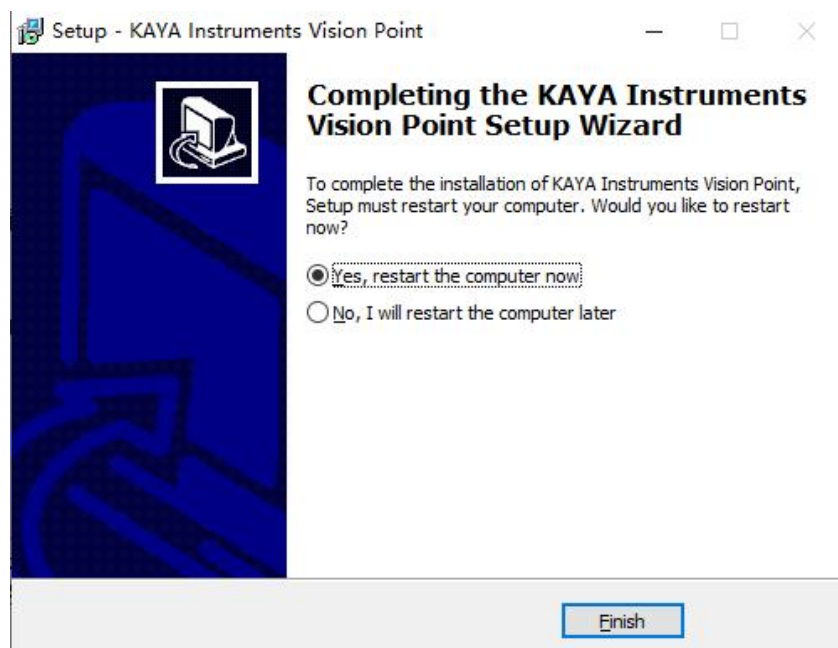 Setup - KAYA Instruments Vision Point
Completing the KAYA Instruments
Vision Point Setup Wizard
To complete the installation of KAYA Instruments Vision Point,
Setup must restart your computer. Would you like to restart
now?
Yes, restart the computer now
No, I will restart the computer later
Finish